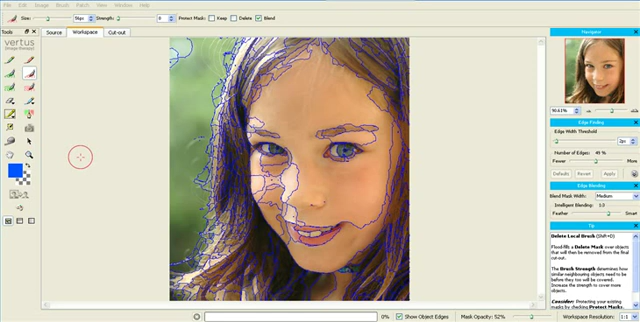 File Edit Image Brush Patch View Window Help
Size: 56px Strength: 8 Protect Mask: Keep Delete Blend
Tools
Source Workspace Cut-out
vertus
Navigator
90.61%
Edge Finding
Edge Width Threshold
2px
Number of Edges: 49 %
Fewer More
Defaults Revert Apply
Edge Blending
Blend Mask Width: Medium
Intelligent Blending: 1.0
Feather Smart
Tip
Delete Local Brush (Shift+D)
Flood-fills a Delete Mask over objects
that will then be removed from the final
cut-out.
The Brush Strength determines how
similar neighbouring objects need to be
before they too will be covered.
Increase the strength to cover more
objects.
Consider: Protecting your existing
masks by checking Protect Masks.
0% Show Object Edges Mask Opacity: 52% Workspace Resolution: 1:1